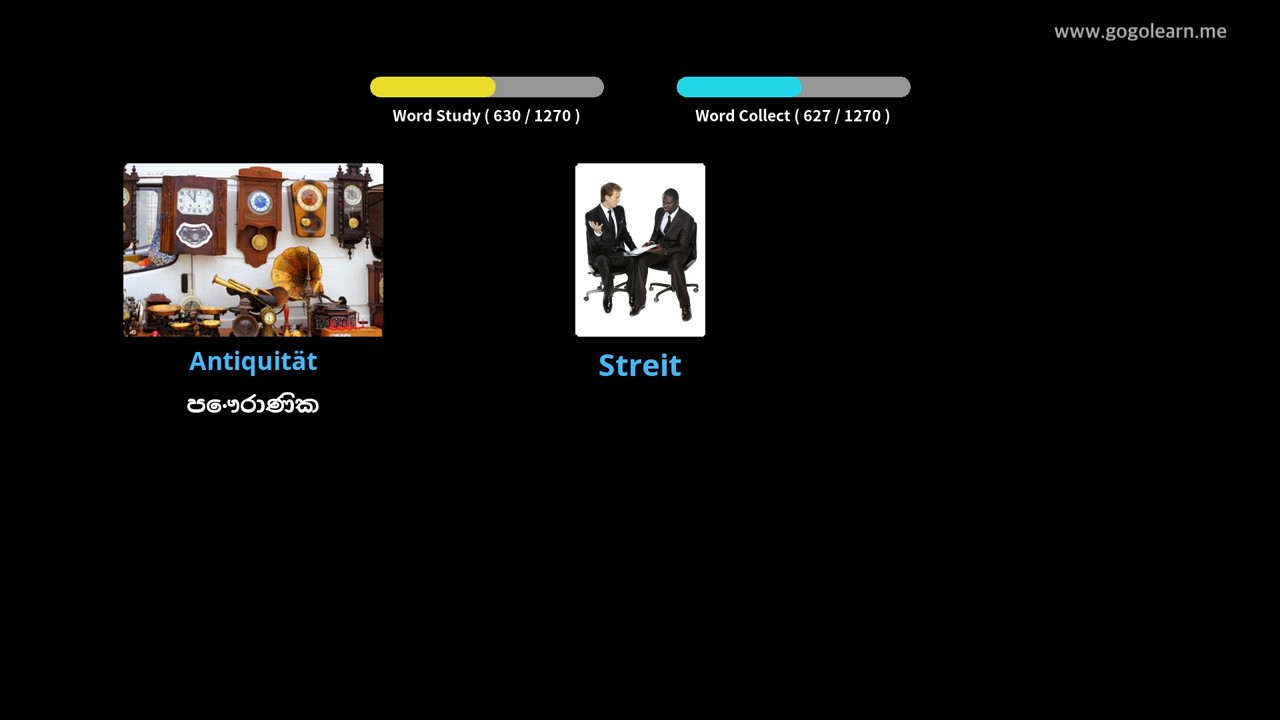 www.gogolearn.me
Word Study ( 630 / 1270 )
Word Collect ( 627 / 1270 )
Antiquität
Streit
පෞරාණික